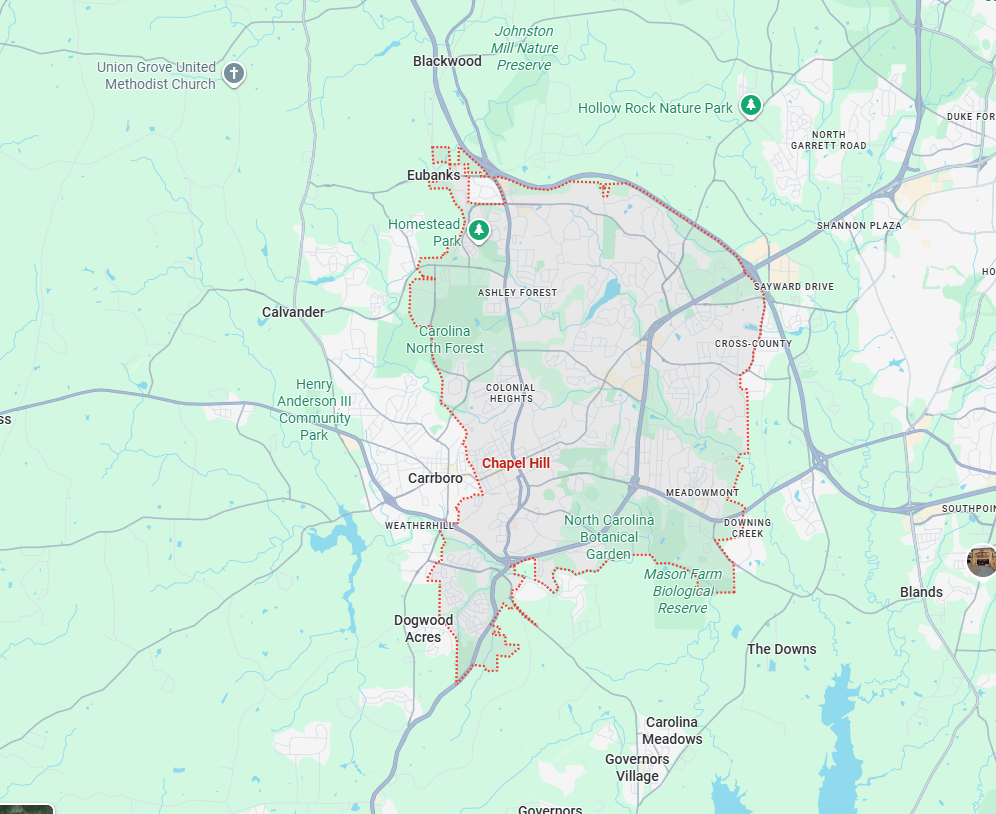 Johnston
Mill Nature
Preserve
Blackwood
Union Grove United
Methodist Church
Hollow Rock Nature Park
DUKE FOR
NORTH
GARRETT ROAD
Eubanks
Homestead
Park
SHANNON PLAZA
HO
SAYWARD DRIVE
ASHLEY FOREST
Calvander
Carolina
North Forest
CROSS-COUNTY
Henry
Anderson III
Community
Park
COLONIAL
HEIGHTS
ss
Chapel Hill
Carrboro
MEADOWMONT
SOUTHPOIN
WEATHERHILL
North Carolina
Botanical
Garden
DOWNING
CREEK
Mason Farm
Biological
Reserve
Blands
Dogwood
Acres
The Downs
Carolina
Meadows
Governors
Village
Governors